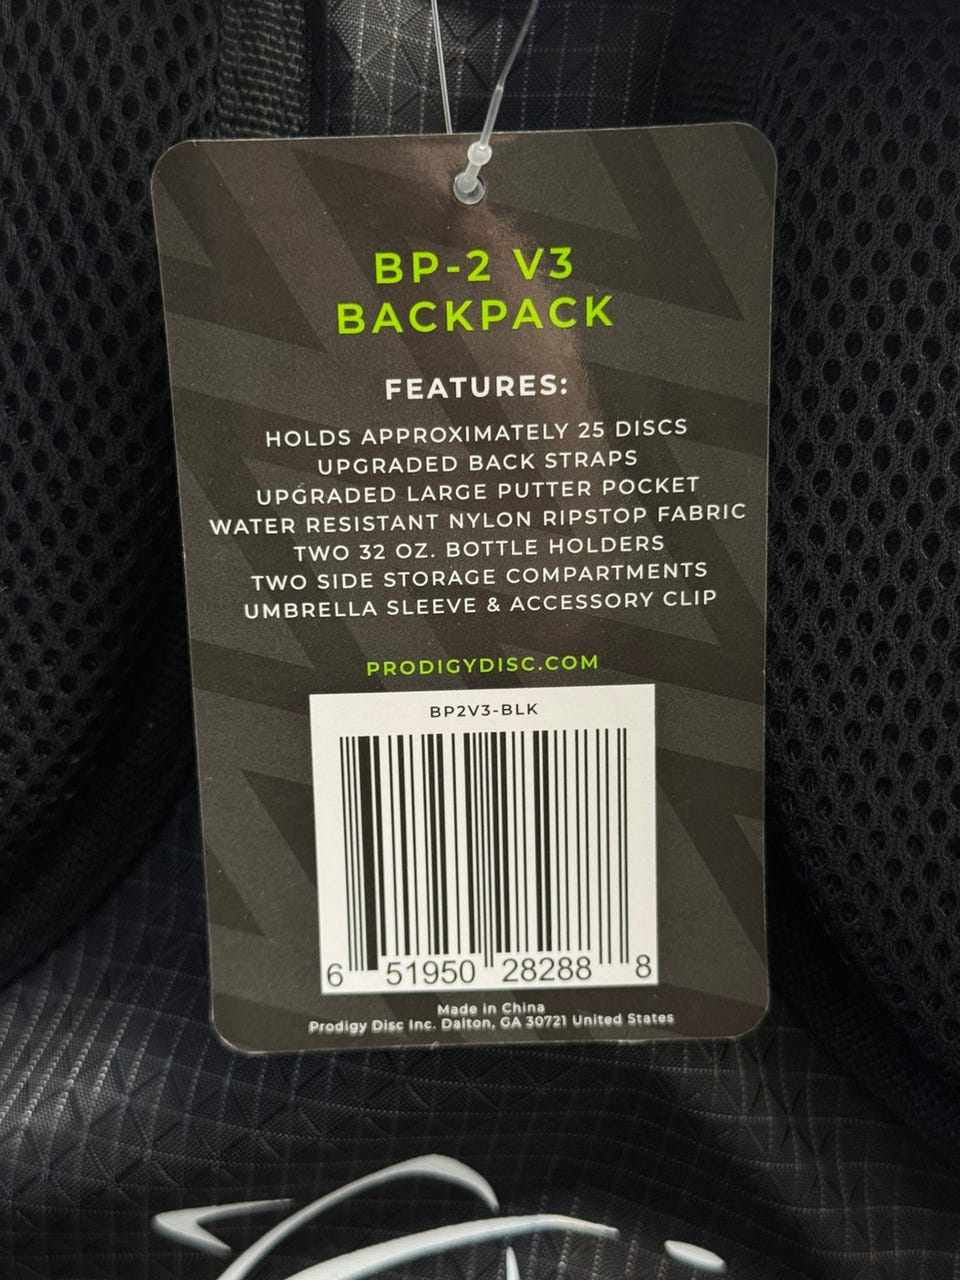 BP-2 V3
BACKPACK
FEATURES:
HOLDS APPROXIMATELY 25 DISCS
UPGRADED BACK STRAPS
UPGRADED LARGE PUTTER POCKET
WATER RESISTANT NYLON RIPSTOP FABRIC
TWO 32 OZ. BOTTLE HOLDERS
TWO SIDE STORAGE COMPARTMENTS
UMBRELLA SLEEVE & ACCESSORY CLIP
PRODIGYDISC.COM
BP2V3-BLK
6 51950 28288 8
Made in China
Prodigy Disc Inc. Dalton, GA 30721 United States